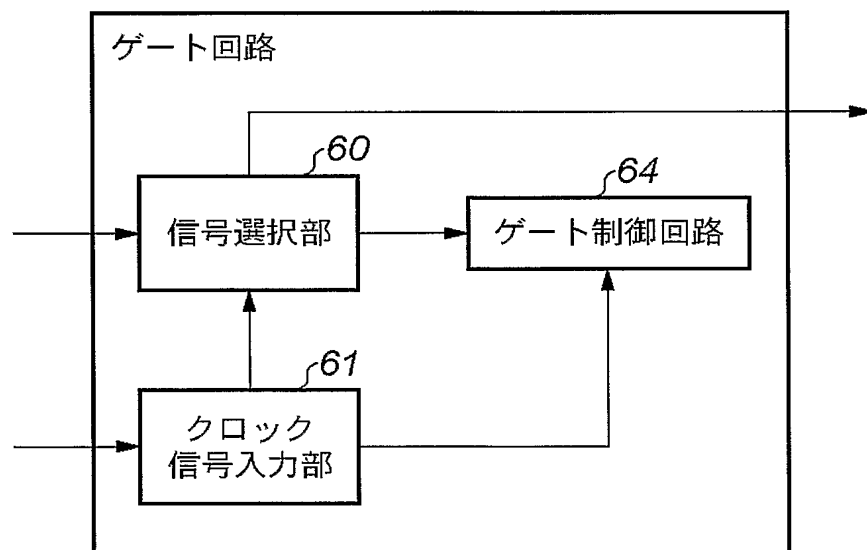 ゲート回路
60
信号選択部
64
ゲート制御回路
61
クロック
信号入力部